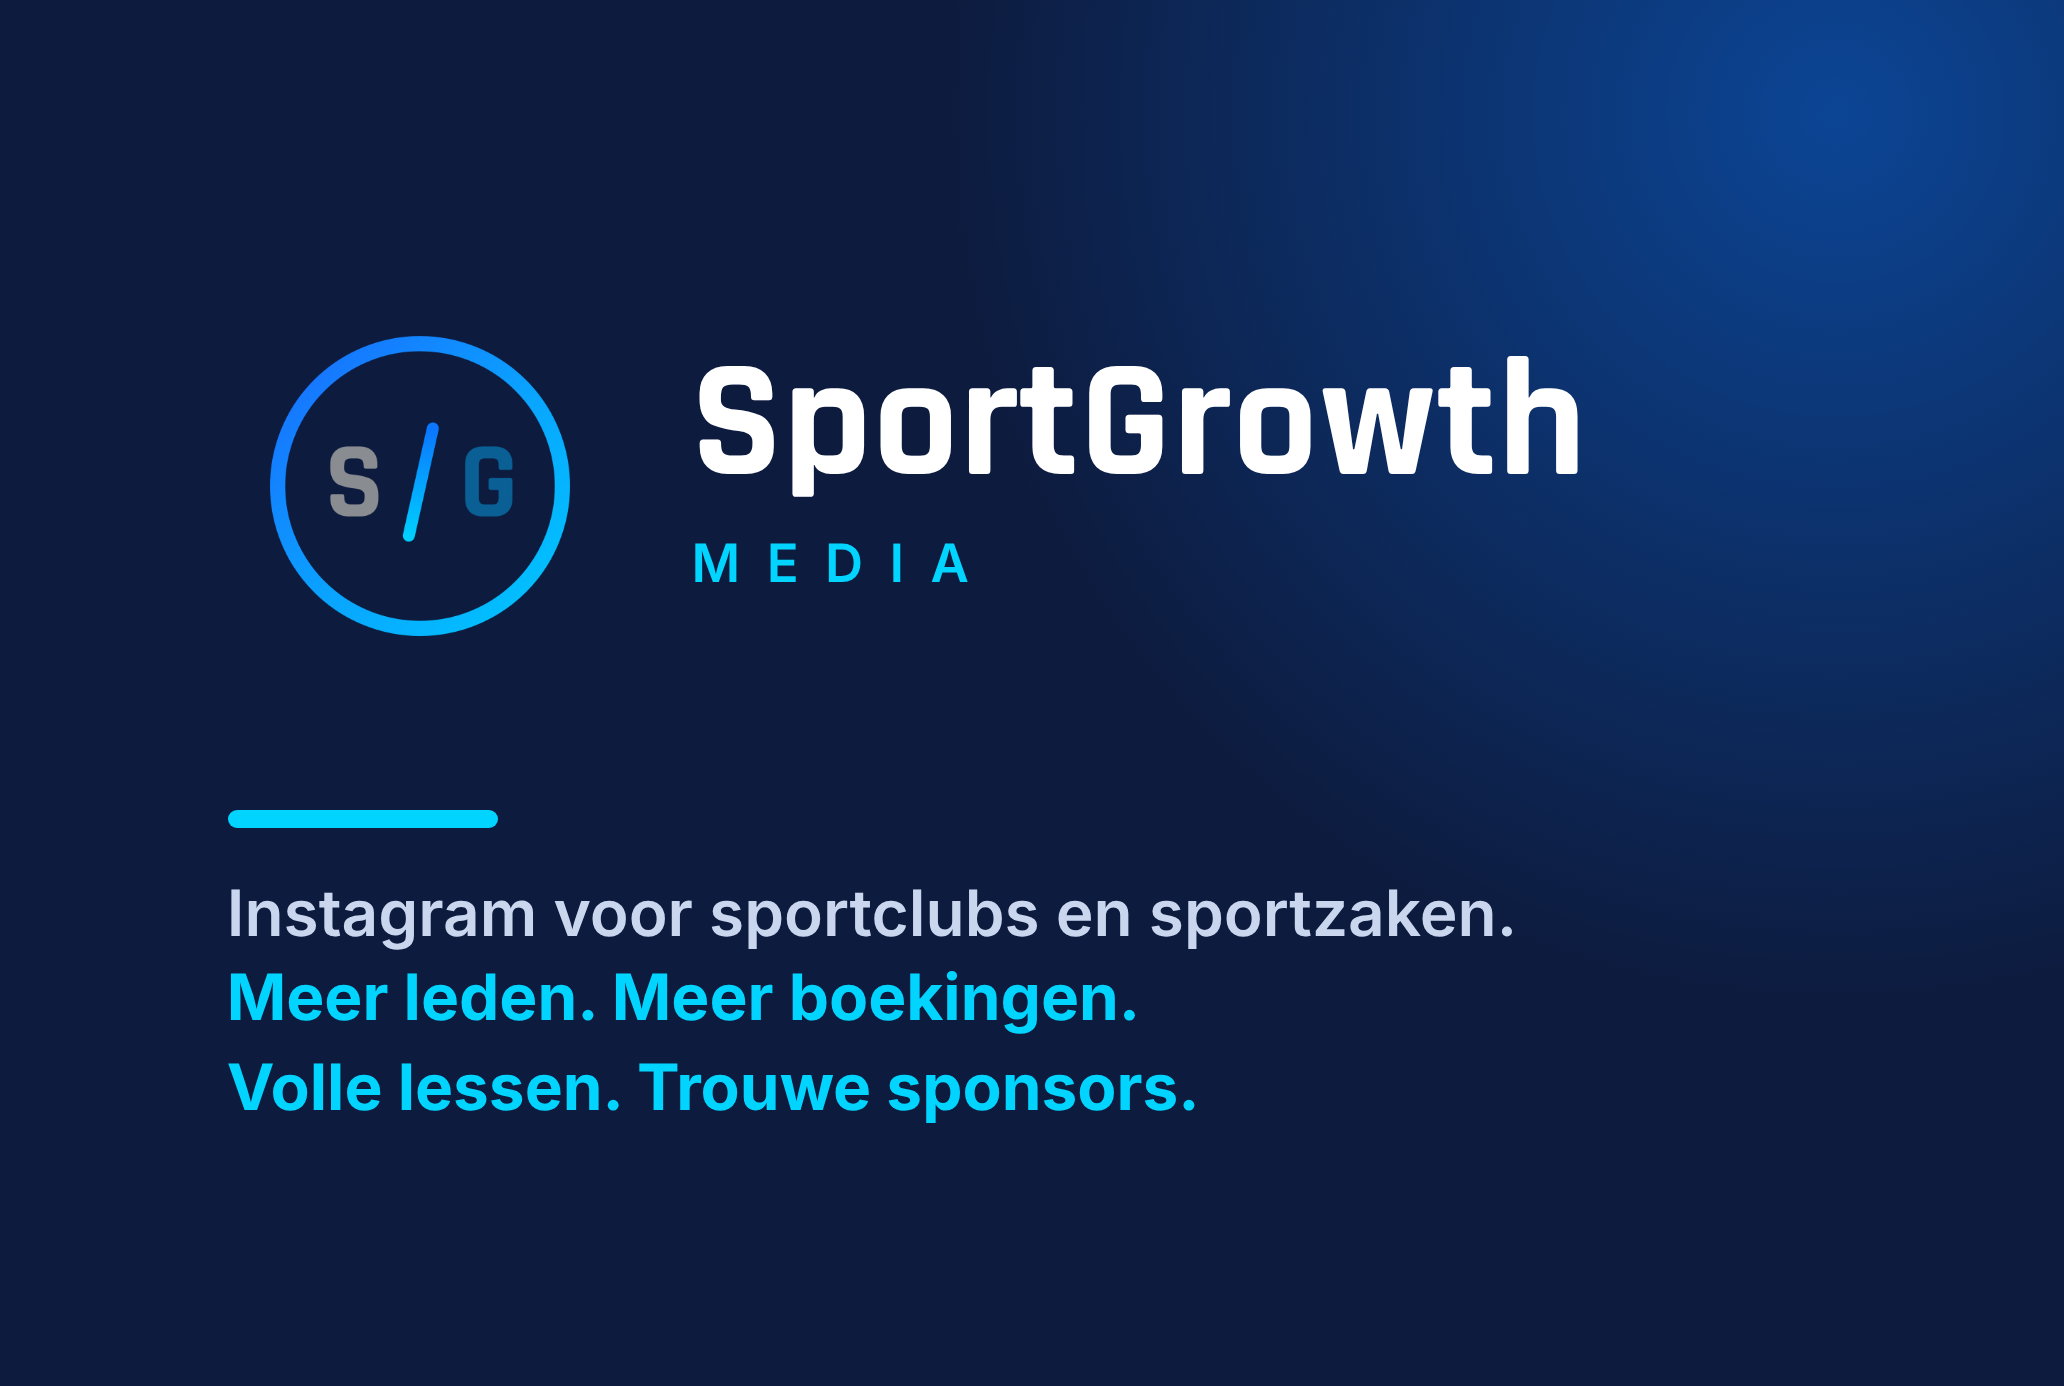 S/G
SportGrowth
MEDIA
Instagram voor sportclubs en sportzaken.
Meer leden. Meer boekingen.
Volle lessen. Trouwe sponsors.